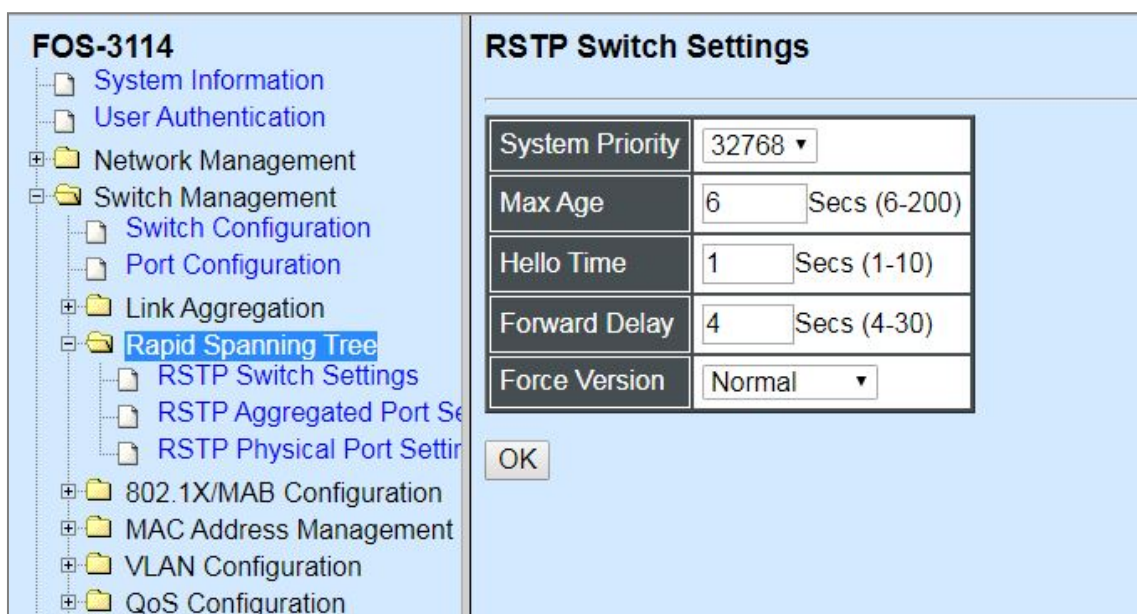 FOS-3114
System Information
User Authentication
Network Management
Switch Management
Switch Configuration
Port Configuration
Link Aggregation
Rapid Spanning Tree
RSTP Switch Settings
RSTP Aggregated Port Se
RSTP Physical Port Settin
802.1X/MAB Configuration
MAC Address Management
VLAN Configuration
QoS Configuration
RSTP Switch Settings
System Priority 32768
Max Age 6 Secs (6-200)
Hello Time 1 Secs (1-10)
Forward Delay 4 Secs (4-30)
Force Version Normal
OK